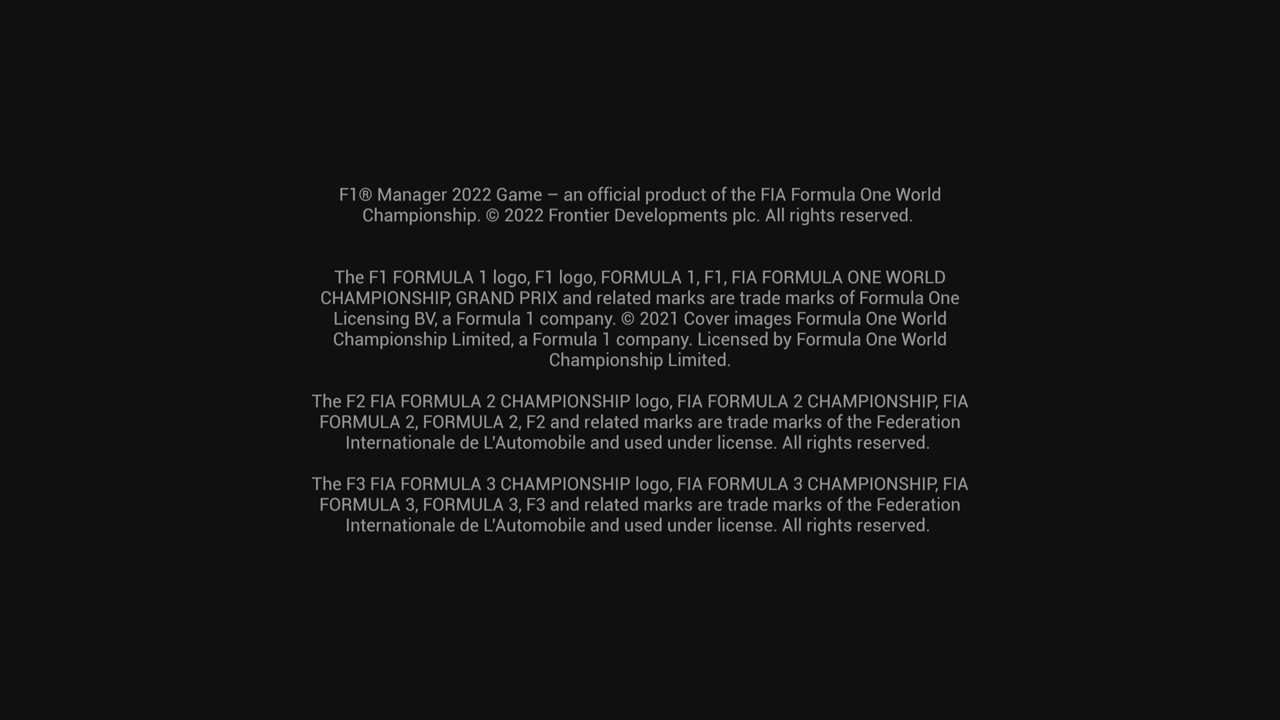 F1® Manager 2022 Game – an official product of the FIA Formula One World
Championship. © 2022 Frontier Developments plc. All rights reserved.
The F1 FORMULA 1 logo, F1 logo, FORMULA 1, F1, FIA FORMULA ONE WORLD
CHAMPIONSHIP, GRAND PRIX and related marks are trade marks of Formula One
Licensing BV, a Formula 1 company. © 2021 Cover images Formula One World
Championship Limited, a Formula 1 company. Licensed by Formula One World
Championship Limited.
The F2 FIA FORMULA 2 CHAMPIONSHIP logo, FIA FORMULA 2 CHAMPIONSHIP, FIA
FORMULA 2, FORMULA 2, F2 and related marks are trade marks of the Federation
Internationale de L'Automobile and used under license. All rights reserved.
The F3 FIA FORMULA 3 CHAMPIONSHIP logo, FIA FORMULA 3 CHAMPIONSHIP, FIA
FORMULA 3, FORMULA 3, F3 and related marks are trade marks of the Federation
Internationale de L'Automobile and used under license. All rights reserved.